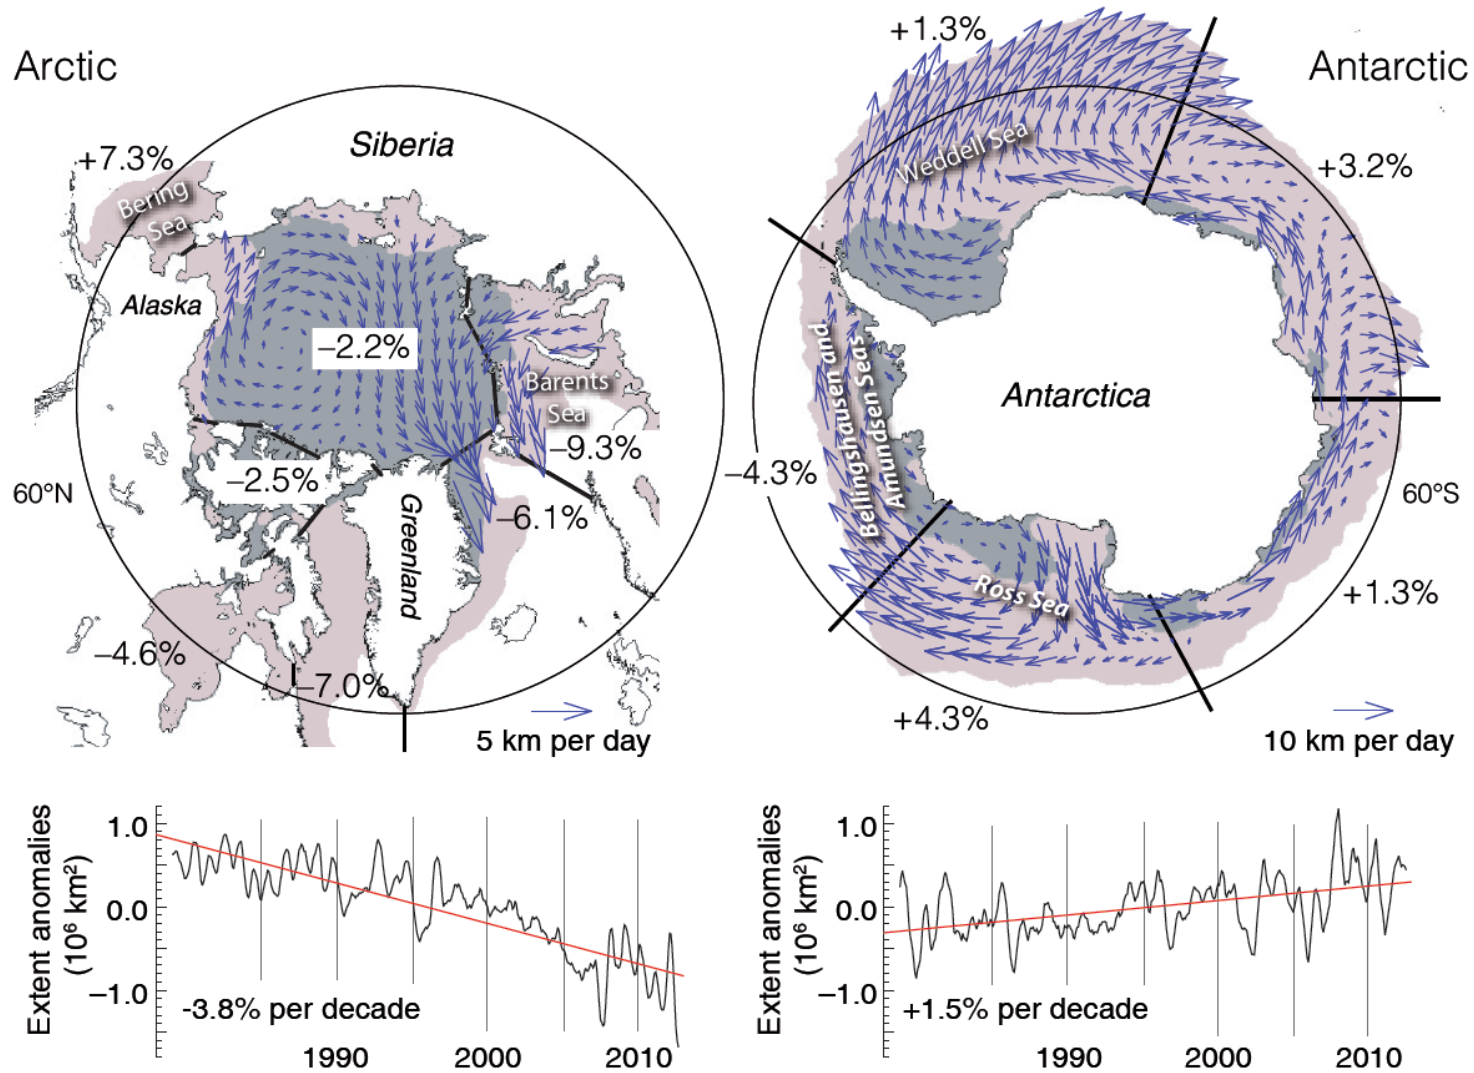 Arctic
Antarctic
+1.3%
Siberia
+7.3%
Bering
Sea
Weddell Sea
+3.2%
Alaska
−2.2%
Barents
Sea
−9.3%
Bellingshausen and
Amundsen Seas
Antarctica
−4.3%
60°N
−2.5%
−6.1%
Greenland
60°S
Ross Sea
+1.3%
−4.6%
−7.0%
+4.3%
5 km per day
10 km per day
Extent anomalies
(10⁶ km²)
1.0
0.0
−1.0
-3.8% per decade
1990
2000
2010
Extent anomalies
(10⁶ km²)
1.0
0.0
−1.0
+1.5% per decade
1990
2000
2010